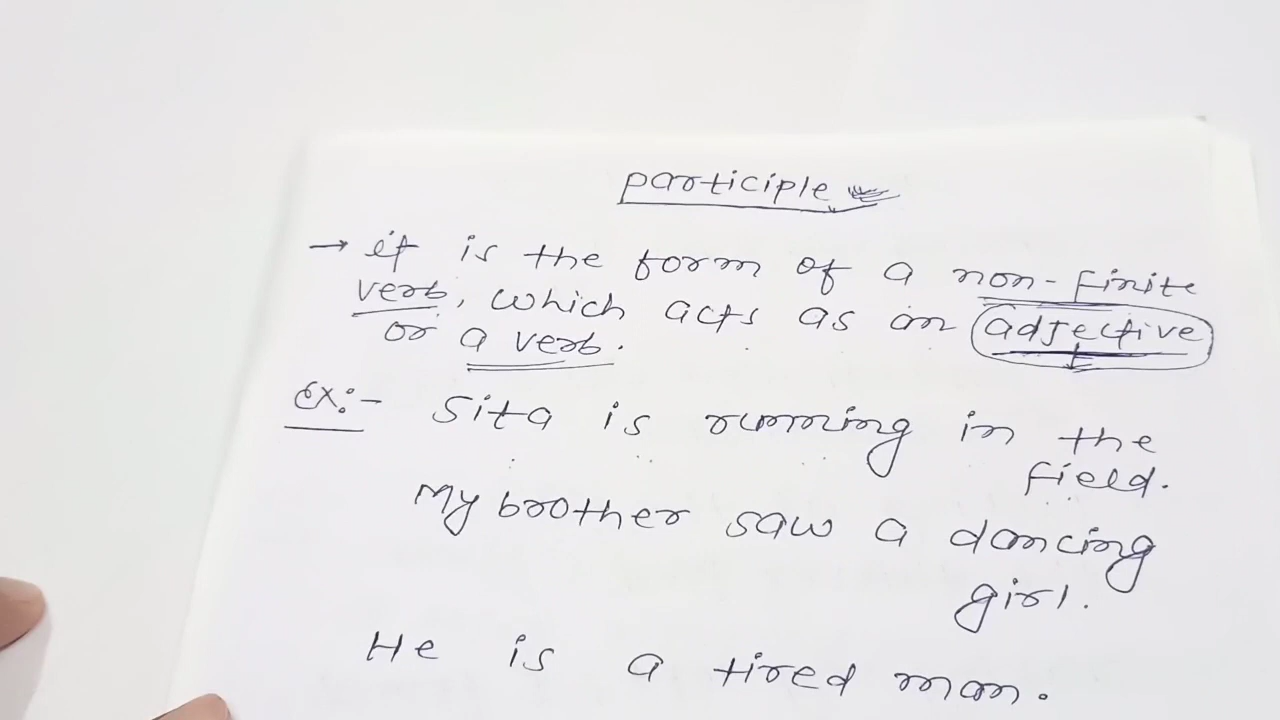 participle
→ it is the form of a non-finite
verb, which acts as an adjective
or a verb.
ex:- Sita is running in the
field.
My brother saw a dancing
girl.
He is a tired man.